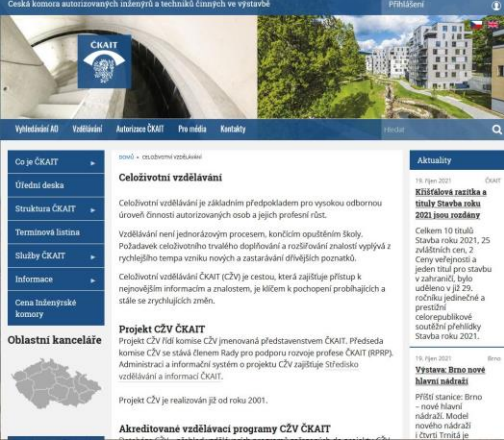 Česká komora autorizovaných inženýrů a techniků činných ve výstavbě
Přihlášení
ČKAIT
Vyhledávání AO Vzdělávání Autorizace ČKAIT Pro média Kontakty
Hledat
Co je ČKAIT
Úřední deska
Struktura ČKAIT
Termínová listina
Služby ČKAIT
Informace
Cena Inženýrské
komory
Oblastní kanceláře
DOMŮ » CELOŽIVOTNÍ VZDĚLÁVÁNÍ
Celoživotní vzdělávání
Celoživotní vzdělávání je základním předpokladem pro vysokou odbornou
úroveň činnosti autorizovaných osob a jejich profesní růst.
Vzdělávání není jednorázovým procesem, končícím opuštěním školy.
Požadavek celoživotního trvalého doplňování a rozšiřování znalostí vyplývá z
rychlejšího tempa vzniku nových a zastarávání dřívějších poznatků.
Celoživotní vzdělávání ČKAIT (CŽV) je cestou, která zajišťuje přístup k
nejnovějším informacím a znalostem, je klíčem k pochopení probíhajících a
stále se zrychlujících změn.
Projekt CŽV ČKAIT
Projekt CŽV řídí komise CŽV jmenovaná představenstvem ČKAIT. Předseda
komise CŽV se stává členem Rady pro podporu rozvoje profese ČKAIT (RPRP).
Administraci a informační systém o projektu CŽV zajišťuje Středisko
vzdělávání a informací ČKAIT.
Projekt CŽV je realizován již od roku 2001.
Akreditované vzdělávací programy CŽV ČKAIT
Aktuality
19. říjen 2021 ČKAIT
Křišťálová razítka a
tituly Stavba roku
2021 jsou rozdány
Celkem 10 titulů
Stavba roku 2021, 25
zvláštních cen, 2
Ceny veřejnosti a
jeden titul pro stavbu
v zahraničí, bylo
uděleno v již 29.
ročníku jedinečné a
prestižní
celorepublikové
soutěžní přehlídky
Stavba roku 2021.
19. říjen 2021 Brno
Výstava: Brno nové
hlavní nádraží
Příští stanice: Brno
– nové hlavní
nádraží. Model
nového nádraží
i čtvrti Trnitá je